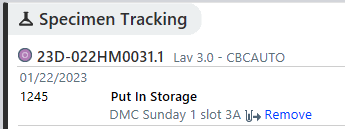 Specimen Tracking
23D-022HM0031.1 Lav 3.0 - CBCAUTO
01/22/2023
1245 Put In Storage
DMC Sunday 1 slot 3A Remove